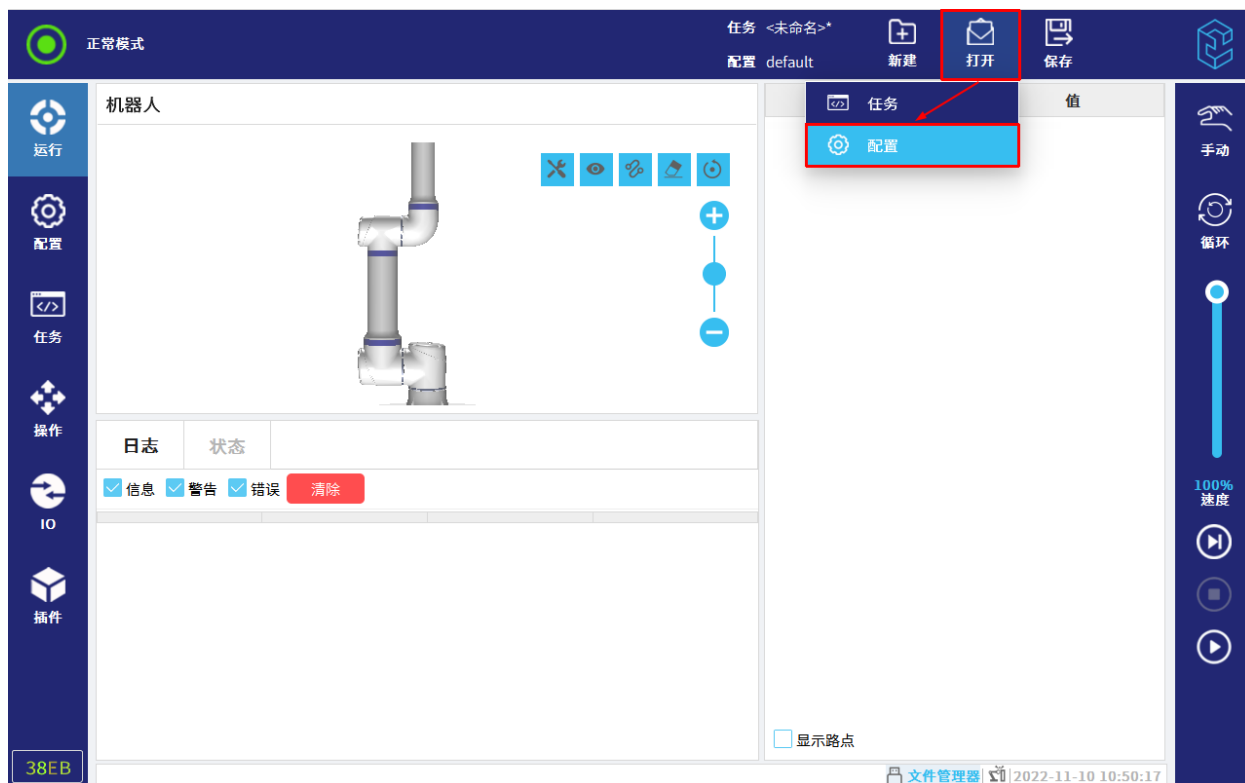 正常模式
任务 <未命名>*
配置 default
新建
打开
保存
运行
配置
任务
操作
IO
插件
38EB
机器人
任务
配置
值
日志
状态
信息 警告 错误 清除
显示路点
文件管理器
2022-11-10 10:50:17
手动
循环
100%
速度